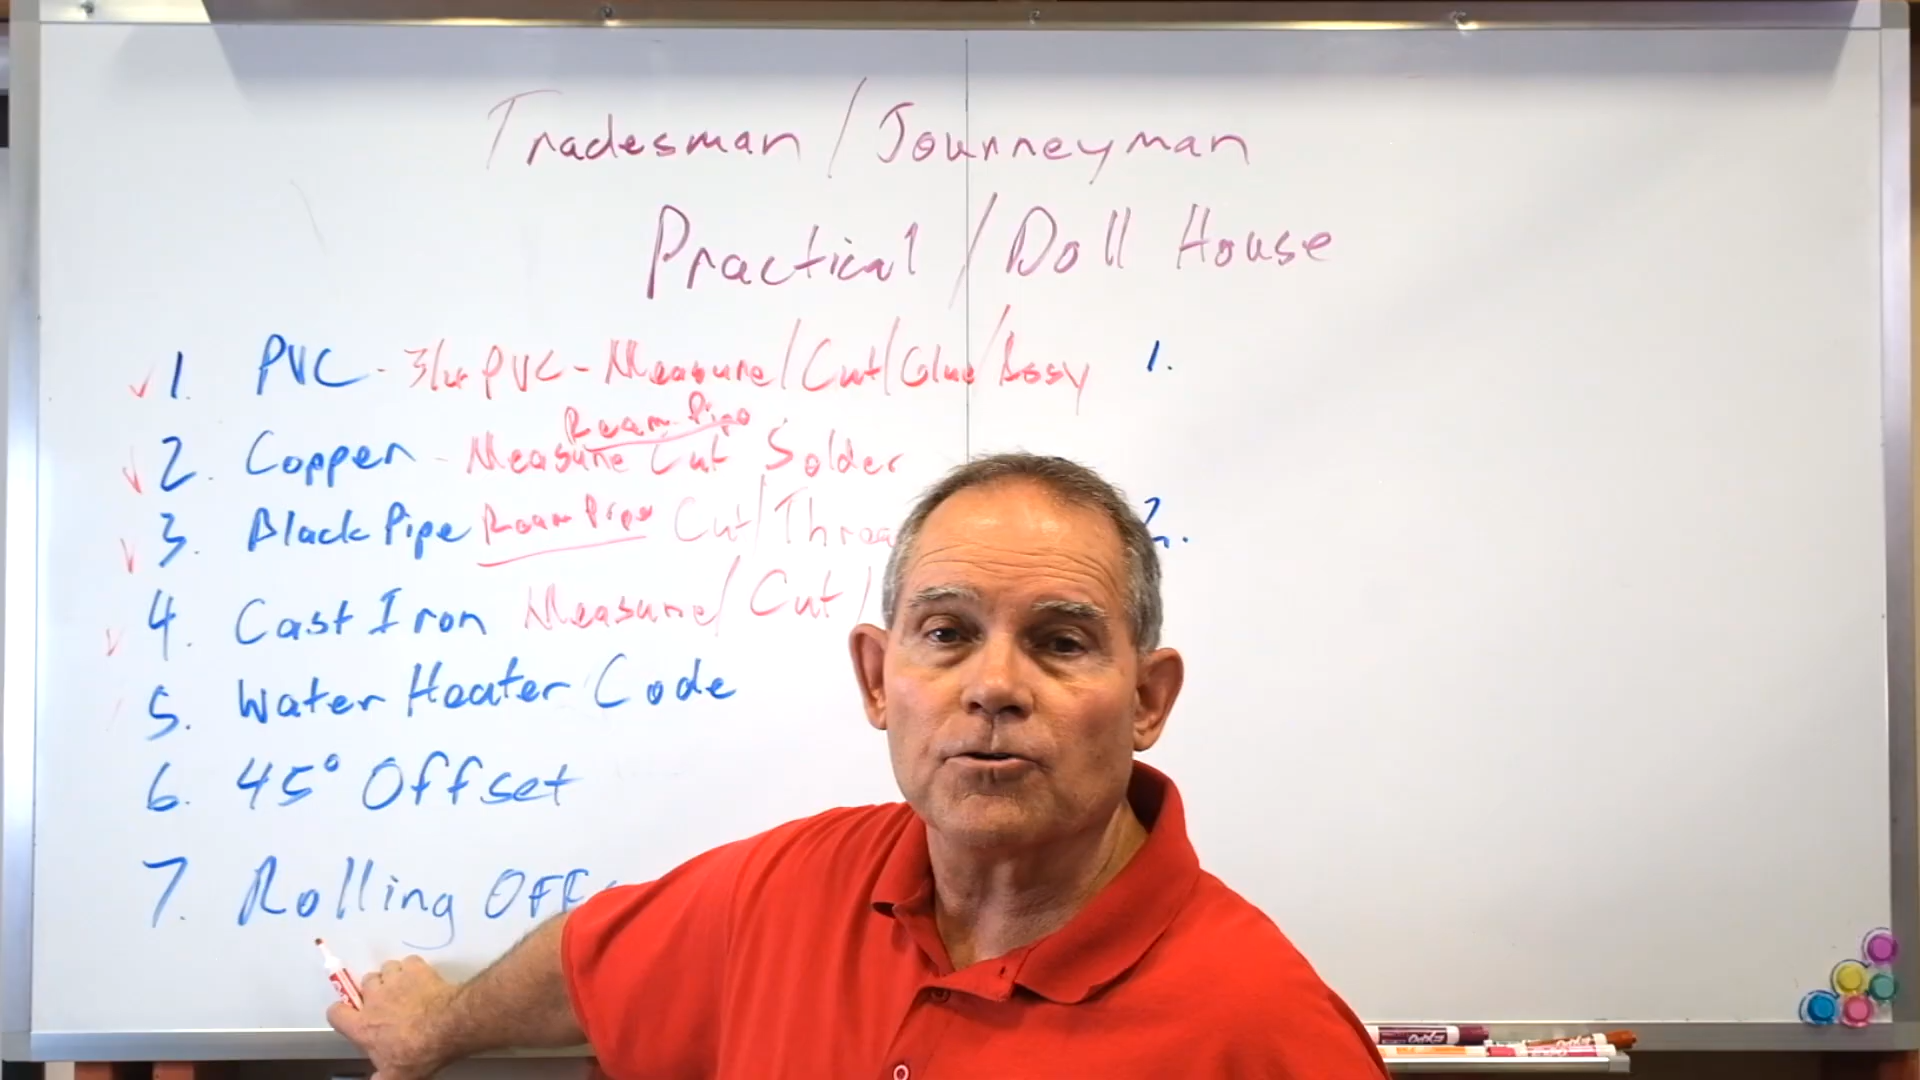 Tradesman / Journeyman
Practical / Doll House
1. PVC - 3/4 PVC - Measure/Cut/Glue/Assy
Ream Pipe
2. Copper - Measure Cut Solder
3. Black Pipe Ream Pipe Cut/Threa
4. Cast Iron Measure/Cut/
5. Water Heater Code
6. 45° Offset
7. Rolling Off
1.
2.